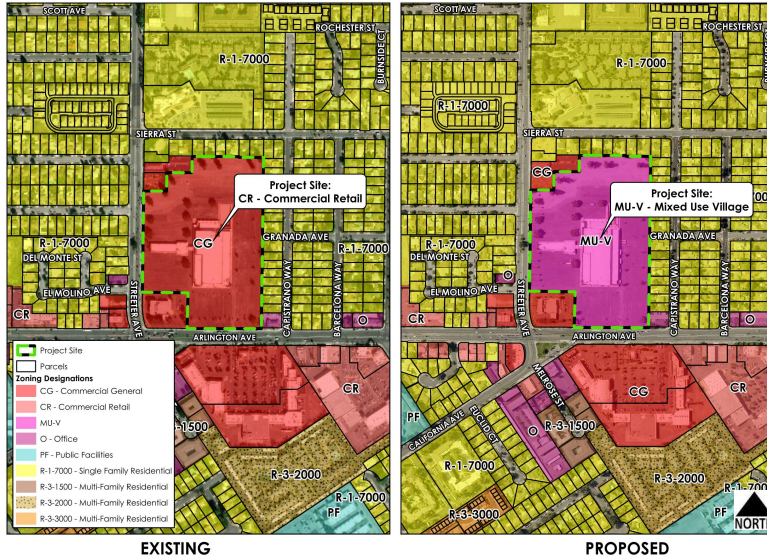 SCOTT AVE
ROCHESTER ST
BURNSIDE CT
R-1-7000
SIERRA ST
Project Site:
CR - Commercial Retail
CG
GRANADA AVE
R-1-7000
R-1-7000
DEL MONTE ST
EL MOLINO AVE
STREETER AVE
CAPISTRANO WAY
BARCELONA WAY
CR
O
ARLINGTON AVE
Project Site
Parcels
Zoning Designations
CG - Commercial General
CR - Commercial Retail
MU-V
O - Office
PF - Public Facilities
R-1-7000 - Single Family Residential
R-3-1500 - Multi-Family Residential
R-3-2000 - Multi-Family Residential
R-3-3000 - Multi-Family Residential
CR
-1500
R-3-2000
R-1-7000
PF
EXISTING
SCOTT AVE
ROCHESTER ST
R-1-7000
R-1-7000
SIERRA ST
CG
Project Site:
MU-V - Mixed Use Village
MU-V
GRANADA AVE
R-1-7000
R-1-7000
DEL MONTE ST
O
EL MOLINO AVE
STREETER AVE
CAPISTRANO WAY
BARCELONA WAY
CR
O
ARLINGTON AVE
MELROSE ST
CG
CR
PF
CALIFORNIA AVE
EUCLID CT
O
R-3-1500
R-1-7000
R-3-2000
R-1-700
R-3-3000
PF
NORTH
PROPOSED